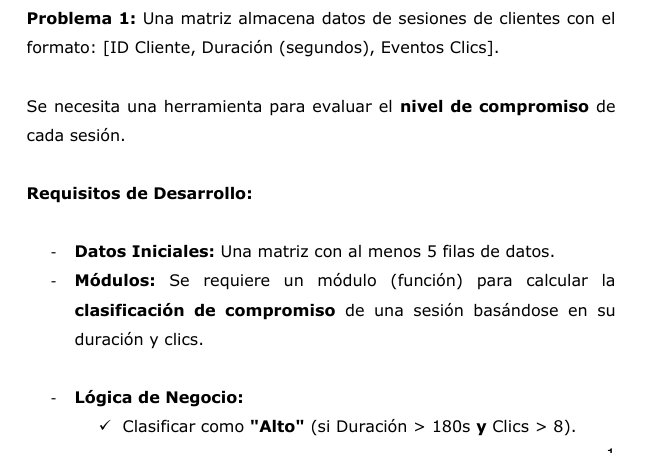 Problema 1: Una matriz almacena datos de sesiones de clientes con el
formato: [ID Cliente, Duración (segundos), Eventos Clics].
Se necesita una herramienta para evaluar el nivel de compromiso de
cada sesión.
Requisitos de Desarrollo:
- Datos Iniciales: Una matriz con al menos 5 filas de datos.
- Módulos: Se requiere un módulo (función) para calcular la
clasificación de compromiso de una sesión basándose en su
duración y clics.
- Lógica de Negocio:
✓ Clasificar como "Alto" (si Duración > 180s y Clics > 8).